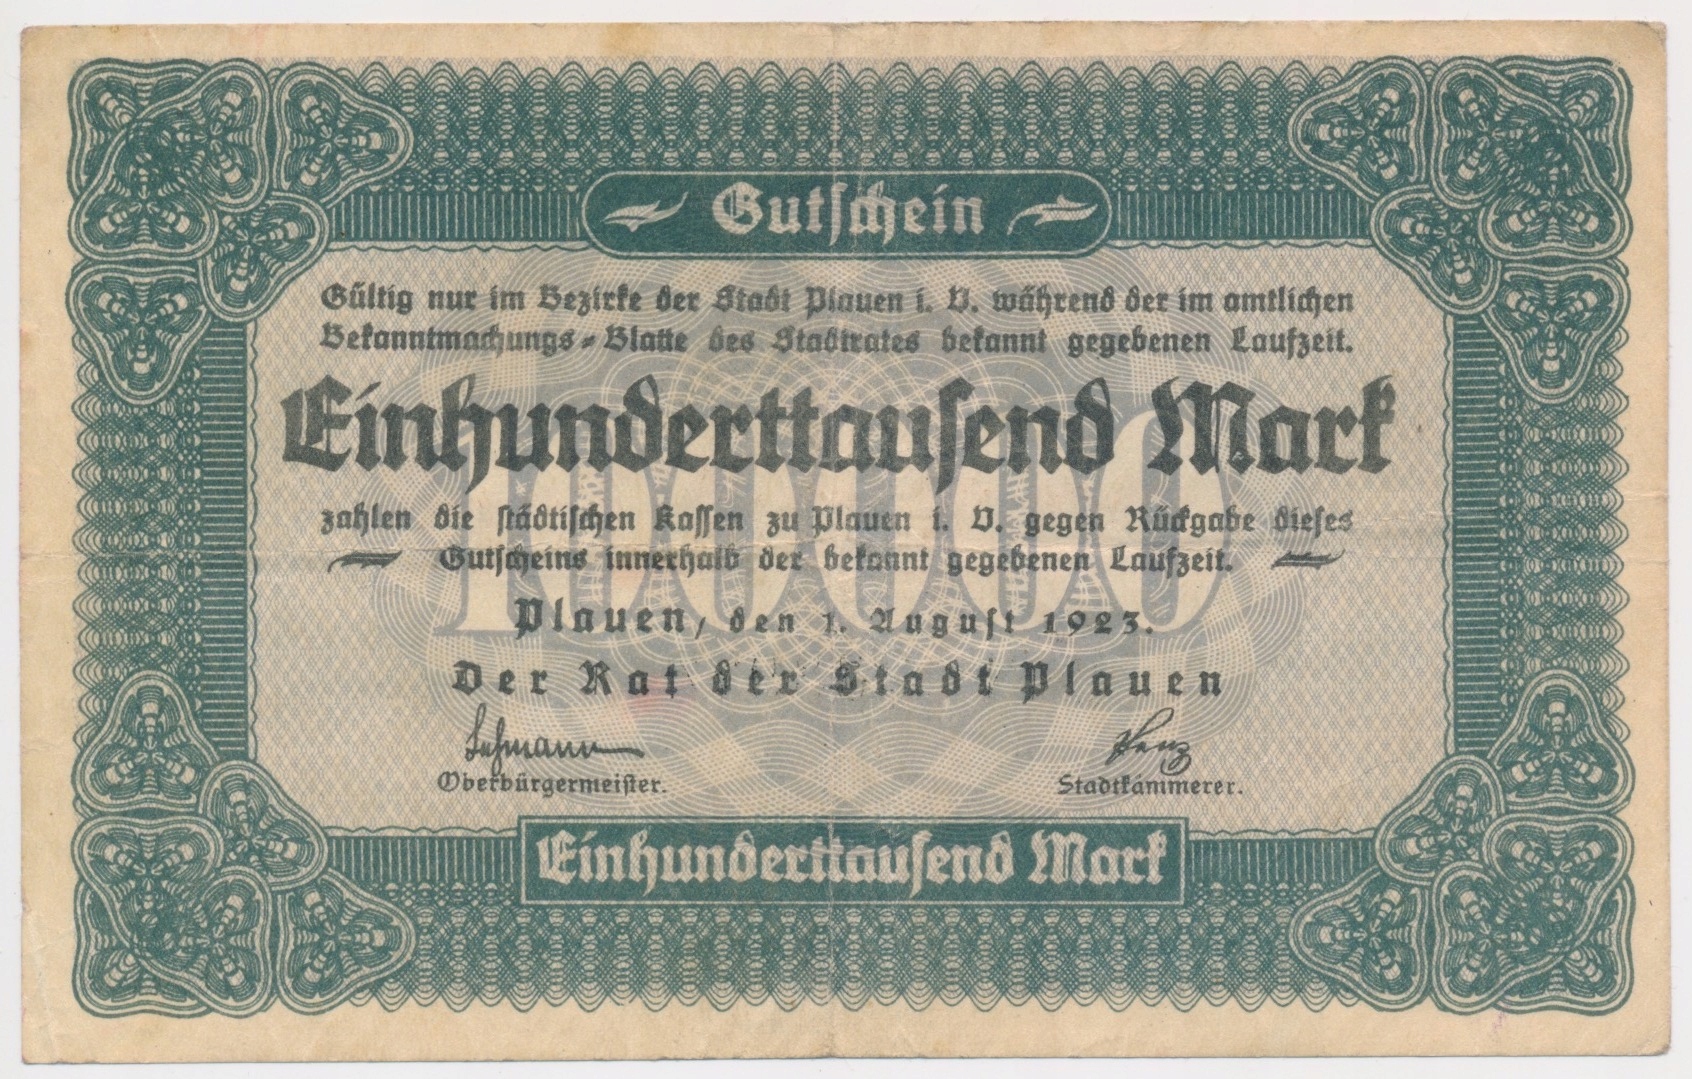 Gutschein
Gültig nur im Bezirke der Stadt Plauen i. V. während der im amtlichen
Bekanntmachungs-Blatte des Stadtrates bekannt gegebenen Laufzeit.
Einhunderttausend Mark
100000
zahlen die städtischen Kassen zu Plauen i. V. gegen Rückgabe dieses
Gutscheins innerhalb der bekannt gegebenen Laufzeit.
Plauen, den 1. August 1923.
Der Rat der Stadt Plauen
Lehmann
Oberbürgermeister.
Stadtkämmerer.
Einhunderttausend Mark